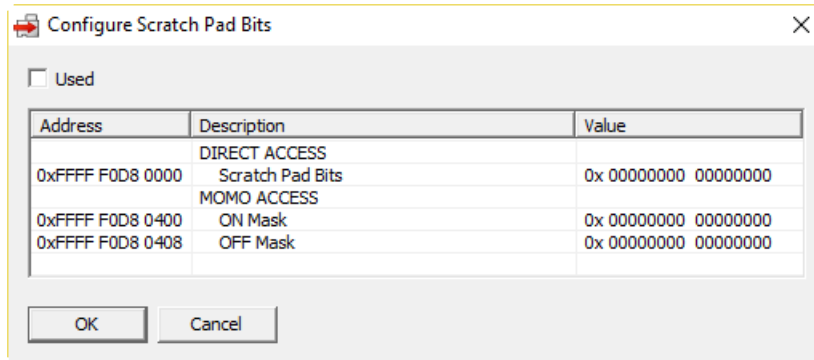 Configure Scratch Pad Bits
Used
Address Description Value
DIRECT ACCESS
0xFFFF F0D8 0000 Scratch Pad Bits 0x 00000000 00000000
MOMO ACCESS
0xFFFF F0D8 0400 ON Mask 0x 00000000 00000000
0xFFFF F0D8 0408 OFF Mask 0x 00000000 00000000
OK Cancel